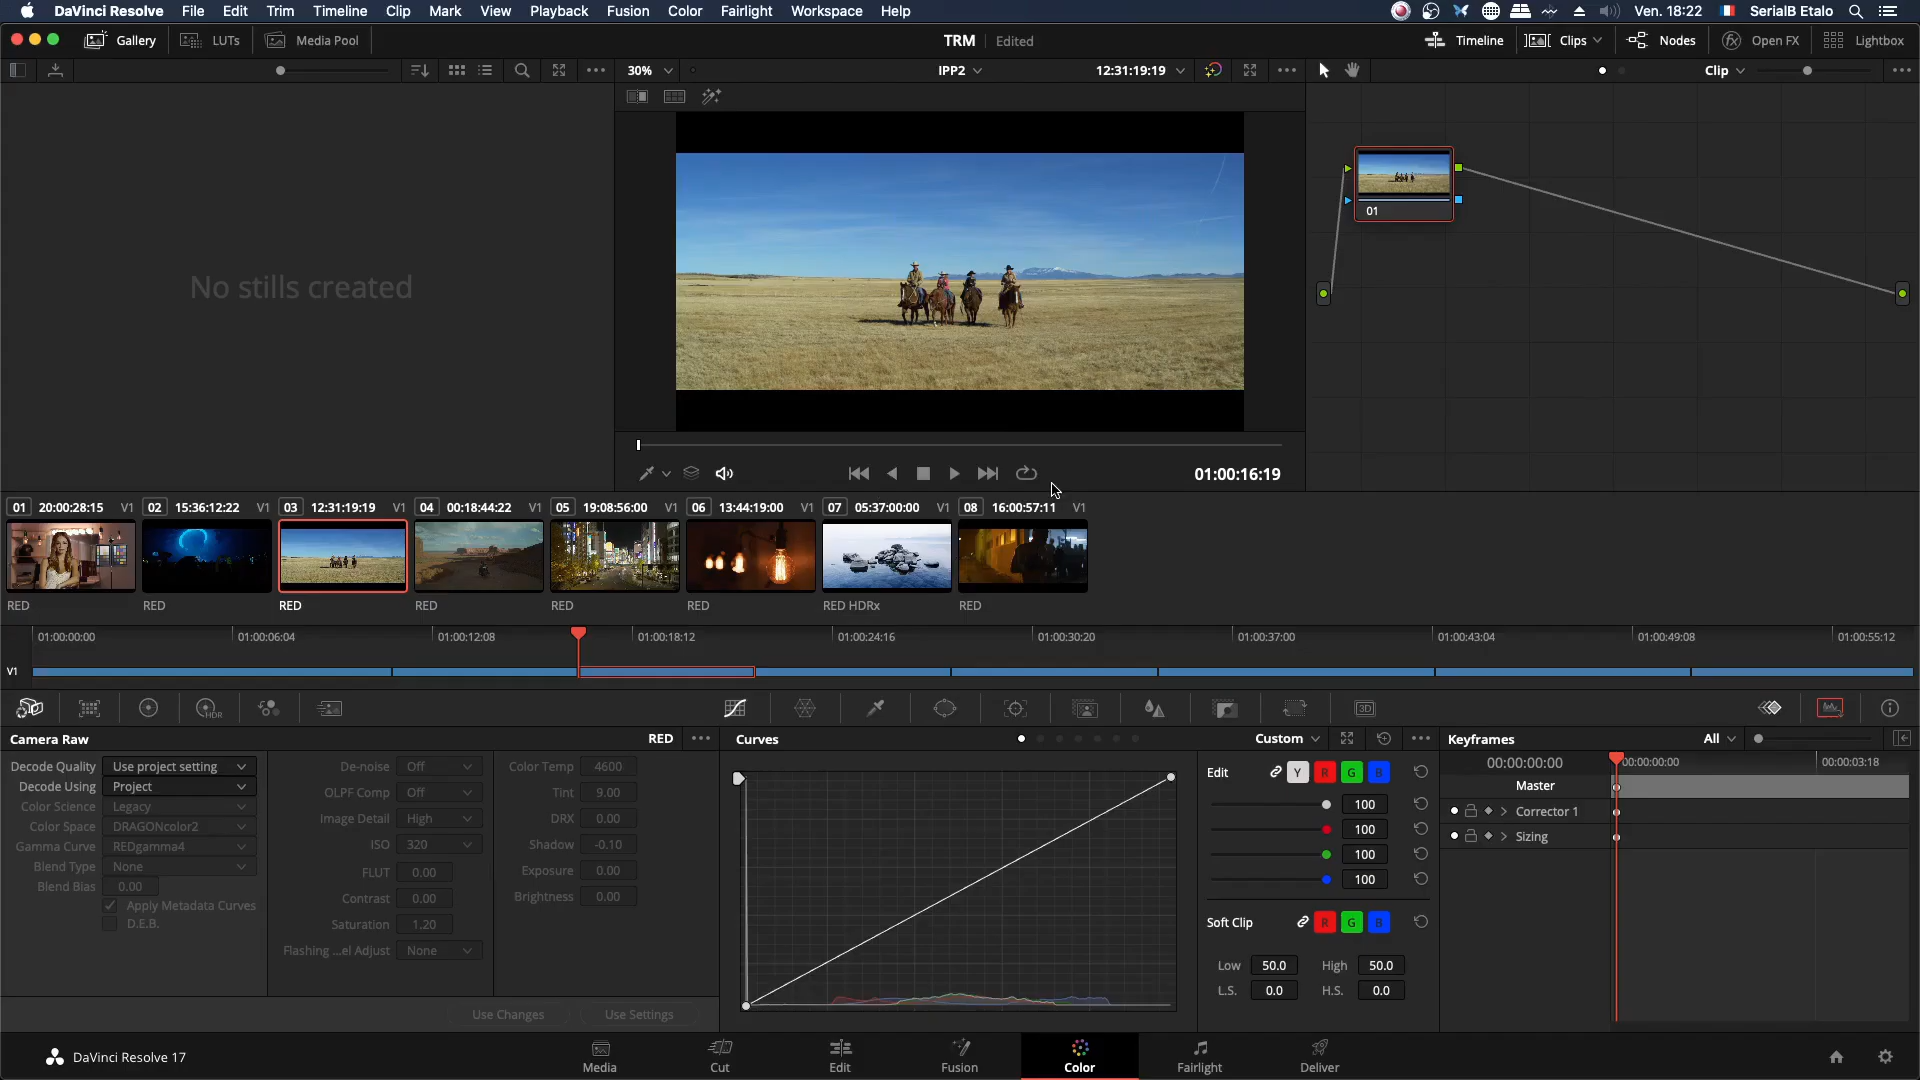 DaVinci Resolve File Edit Trim Timeline Clip Mark View Playback Fusion Color Fairlight Workspace Help Ven. 18:22 SerialB Etalo
Gallery LUTs Media Pool TRM Edited Timeline Clips Nodes Open FX Lightbox
30% IPP2 12:31:19:19 Clip
No stills created
01
01:00:16:19
01 20:00:28:15 V1 02 15:36:12:22 V1 03 12:31:19:19 V1 04 00:18:44:22 V1 05 19:08:56:00 V1 06 13:44:19:00 V1 07 05:37:00:00 V1 08 16:00:57:11 V1
RED RED RED RED RED RED RED HDRx RED
01:00:00:00 01:00:06:04 01:00:12:08 01:00:18:12 01:00:24:16 01:00:30:20 01:00:37:00 01:00:43:04 01:00:49:08 01:00:55:12
V1
HDR 3D
Camera Raw RED Curves Custom Keyframes All
Decode Quality Use project setting De-noise Off Color Temp 4600 Edit Y R G B 00:00:00:00 00:00:00:00 00:00:03:18
Decode Using Project OLPF Comp Off Tint 9.00 100 Master
Color Science Legacy Image Detail High DRX 0.00 100 Corrector 1
Color Space DRAGONcolor2 ISO 320 Shadow -0.10 100 Sizing
Gamma Curve REDgamma4 FLUT 0.00 Exposure 0.00 100
Blend Type None Contrast 0.00 Brightness 0.00
Blend Bias 0.00 Saturation 1.20 Soft Clip R G B
Apply Metadata Curves Flashing ...el Adjust None Low 50.0 High 50.0
D.E.B. L.S. 0.0 H.S. 0.0
Use Changes Use Settings
DaVinci Resolve 17 Media Cut Edit Fusion Color Fairlight Deliver